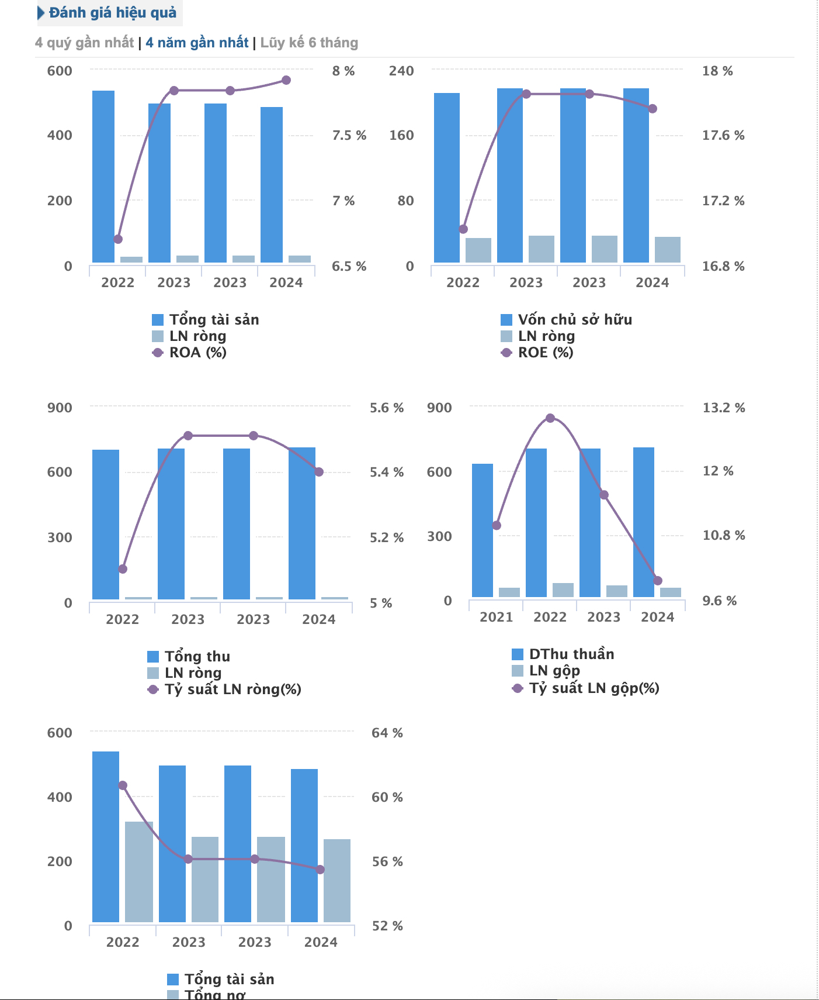 Đánh giá hiệu quả
4 quý gần nhất | 4 năm gần nhất | Lũy kế 6 tháng
600
400
200
0
8 %
7.5 %
7 %
6.5 %
2022 2023 2023 2024
Tổng tài sản
LN ròng
ROA (%)
240
160
80
0
18 %
17.6 %
17.2 %
16.8 %
2022 2023 2023 2024
Vốn chủ sở hữu
LN ròng
ROE (%)
900
600
300
0
5.6 %
5.4 %
5.2 %
5 %
2022 2023 2023 2024
Tổng thu
LN ròng
Tỷ suất LN ròng(%)
900
600
300
0
13.2 %
12 %
10.8 %
9.6 %
2021 2022 2023 2024
DThu thuần
LN gộp
Tỷ suất LN gộp(%)
600
400
200
0
64 %
60 %
56 %
52 %
2022 2023 2023 2024
Tổng tài sản
Tổng nợ